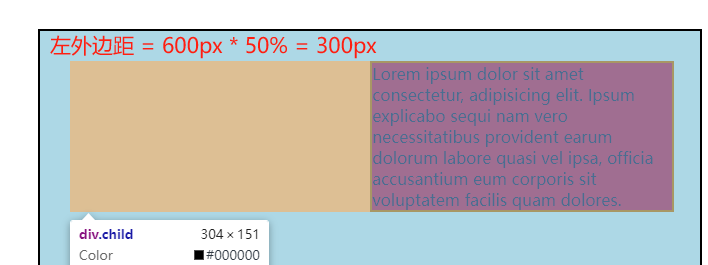 左外边距 = 600px * 50% = 300px
Lorem ipsum dolor sit amet
consectetur, adipisicing elit. Ipsum
explicabo sequi nam vero
necessitatibus provident earum
dolorum labore quasi vel ipsa, officia
accusantium eum corporis sit
voluptatem facilis quam dolores.
div.child 304 × 151
Color #000000